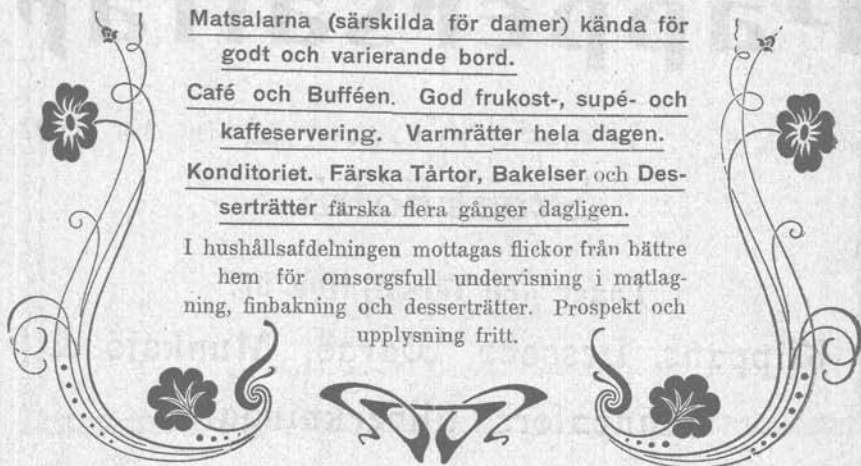 Matsalarna (särskilda för damer) kända för
godt och varierande bord.
Café och Bufféen. God frukost-, supé- och
kaffeservering. Varmrätter hela dagen.
Konditoriet. Färska Tårtor, Bakelser och Des-
serträtter färska flera gånger dagligen.
I hushållsafdelningen mottagas flickor från bättre
hem för omsorgsfull undervisning i matlag-
ning, finbakning och desserträtter. Prospekt och
upplysning fritt.